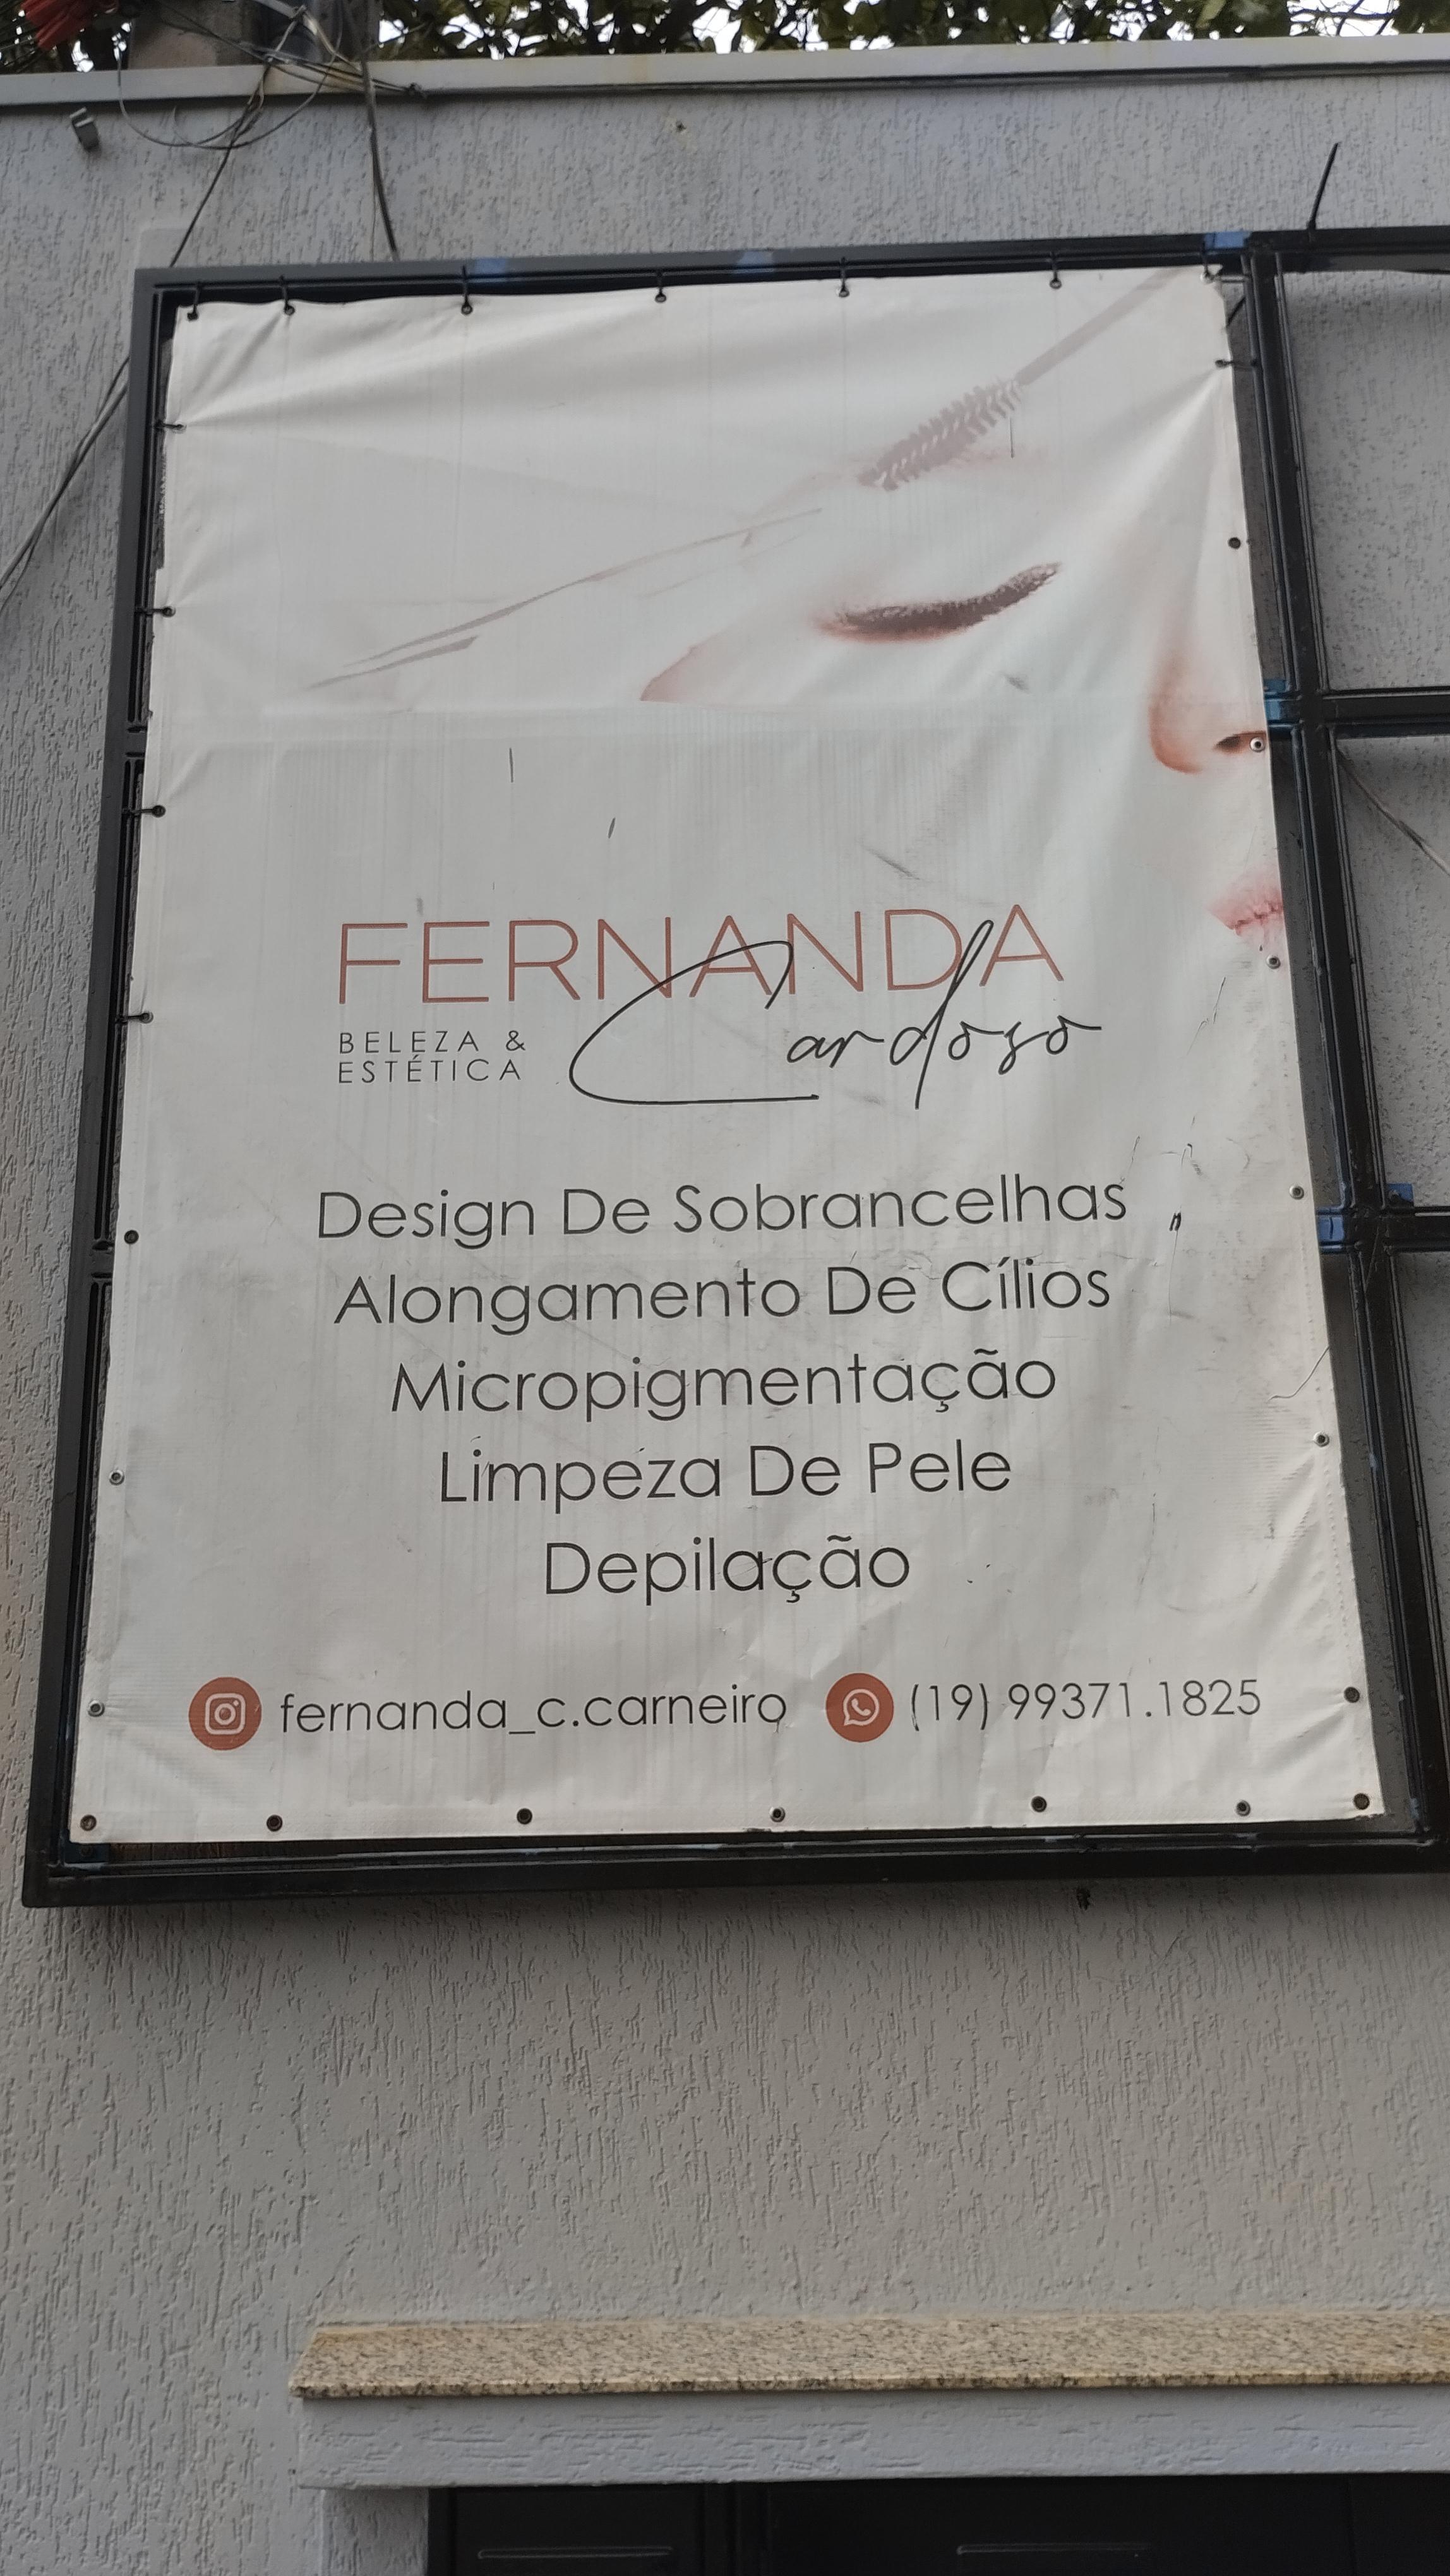 FERNANDA
Cardoso
BELEZA &
ESTÉTICA
Design De Sobrancelhas
Alongamento De Cílios
Micropigmentação
Limpeza De Pele
Depilação
fernanda_c.carneiro (19) 99371.1825